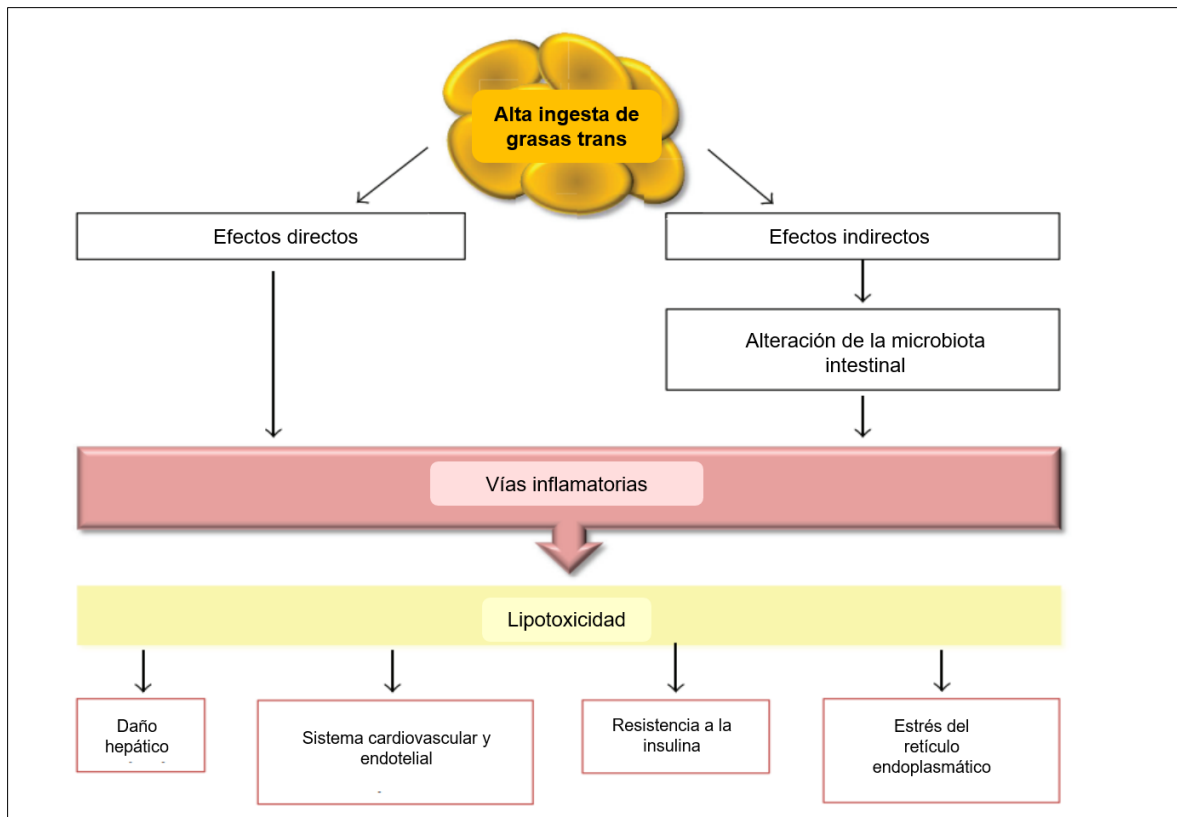 Alta ingesta de
grasas trans
Efectos directos
Efectos indirectos
Alteración de la microbiota
intestinal
Vías inflamatorias
Lipotoxicidad
Daño
hepático
Sistema cardiovascular y
endotelial
Resistencia a la
insulina
Estrés del
retículo
endoplasmático